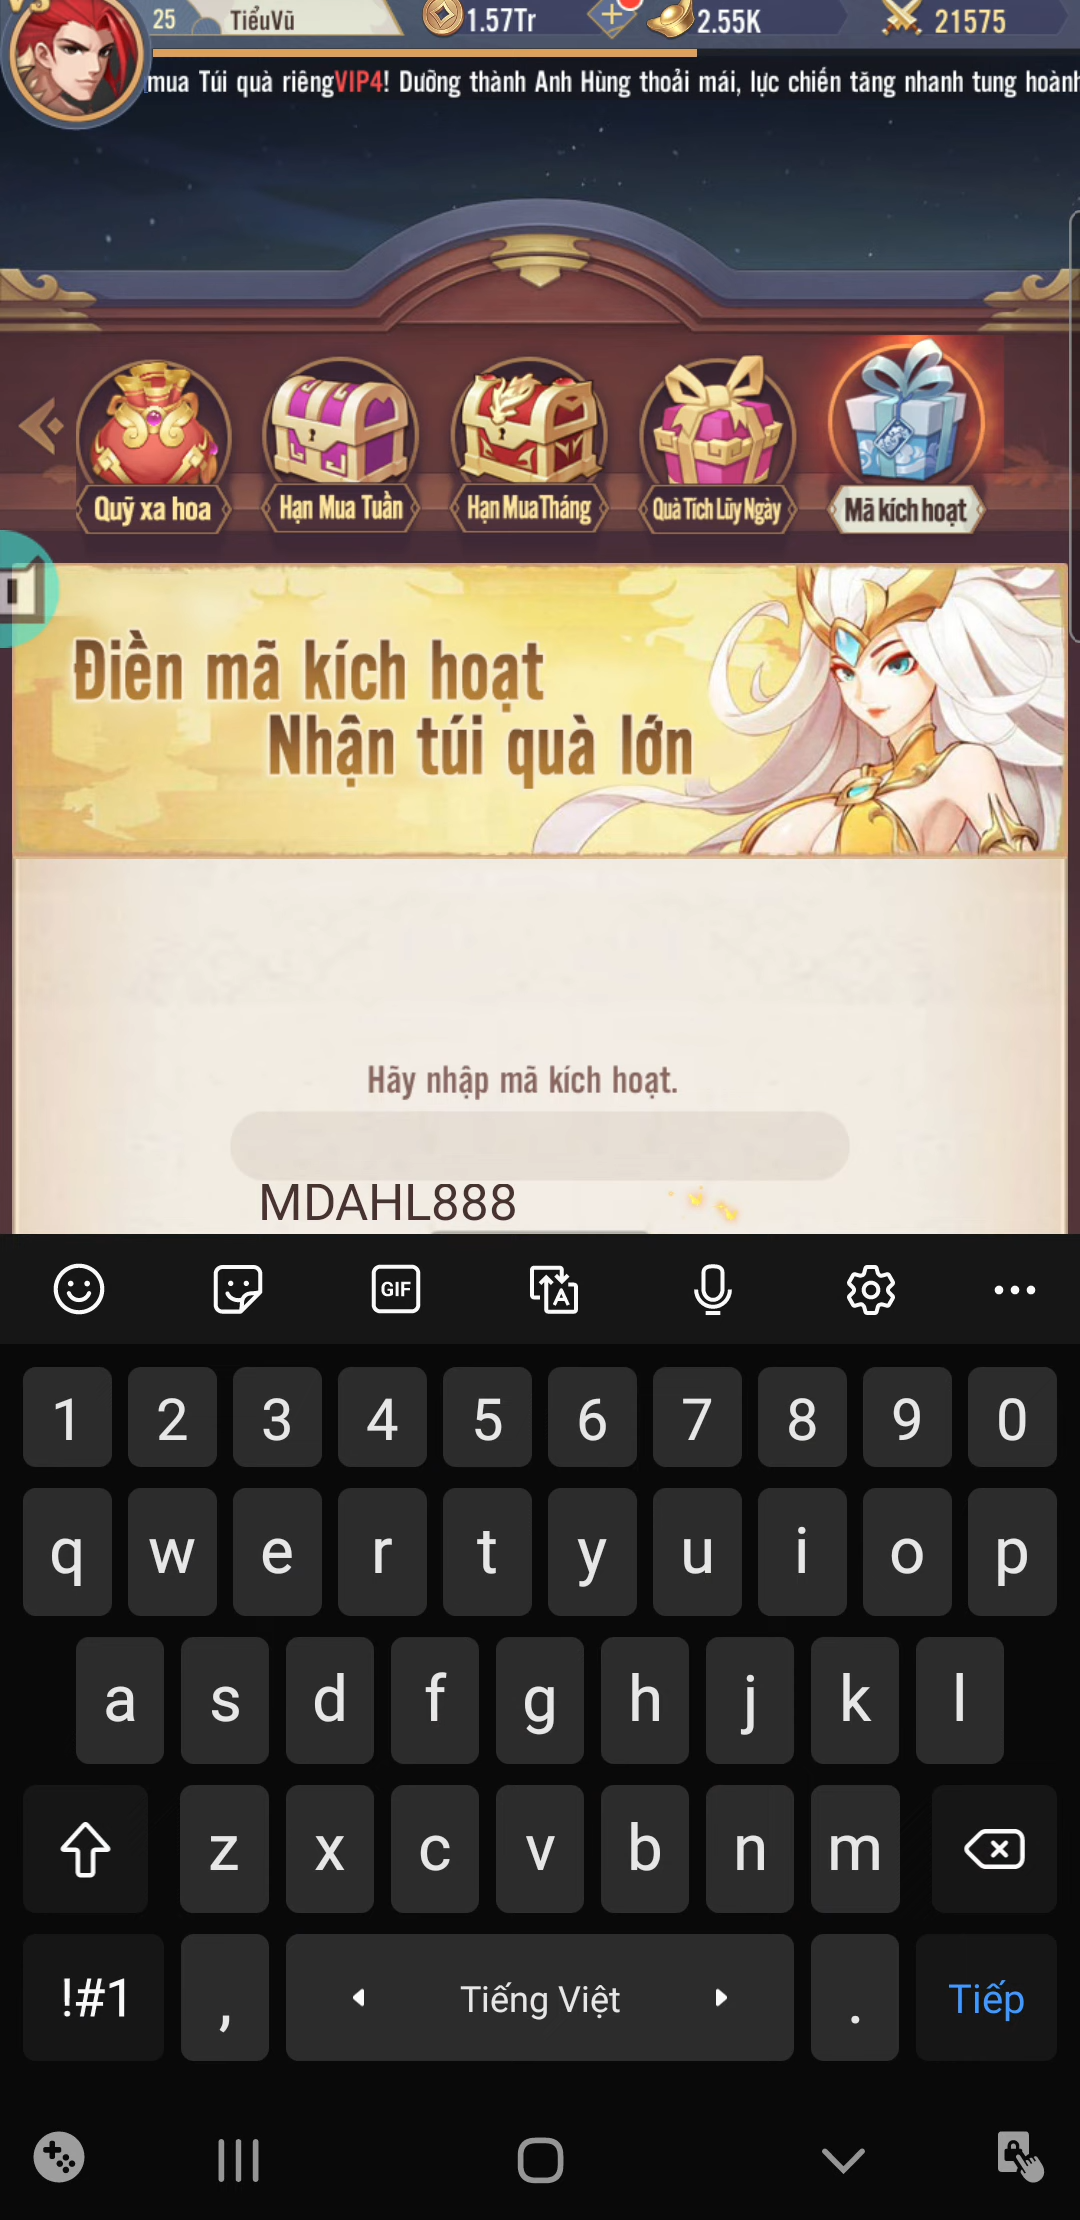 25 TiểuVũ 1.57Tr 2.55K 21575
mua Túi quà riêngVIP4! Dưỡng thành Anh Hùng thoải mái, lực chiến tăng nhanh tung hoành
Quỹ xa hoa Hạn Mua Tuần Hạn MuaTháng Quà Tích Lũy Ngày Mã kích hoạt
Điền mã kích hoạt
Nhận túi quà lớn
Hãy nhập mã kích hoạt.
MDAHL888
GIF A
1 2 3 4 5 6 7 8 9 0
q w e r t y u i o p
a s d f g h j k l
z x c v b n m
!#1 , Tiếng Việt . Tiếp